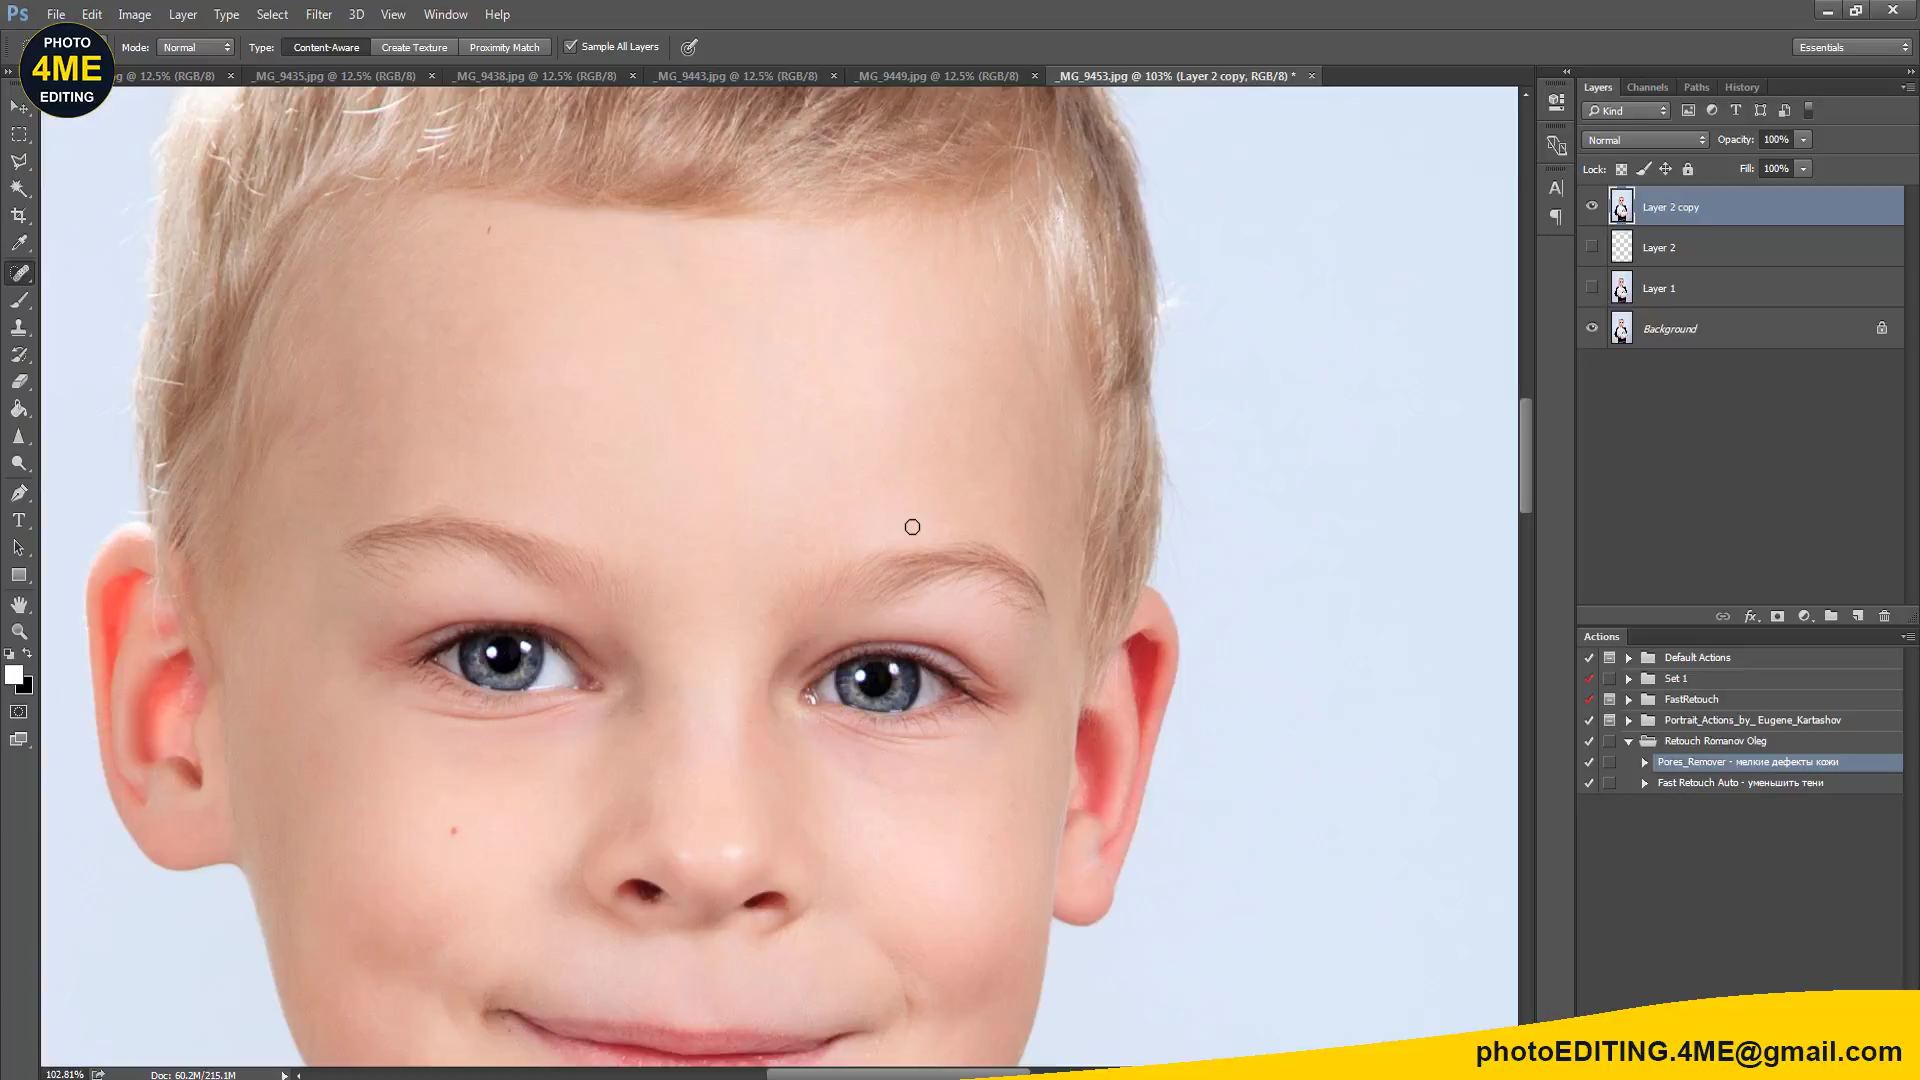 Ps File Edit Image Layer Type Select Filter 3D View Window Help
PHOTO
4ME
EDITING
Mode: Normal Type: Content-Aware Create Texture Proximity Match Sample All Layers Essentials
g @ 12.5% (RGB/8) _MG_9435.jpg @ 12.5% (RGB/8) _MG_9438.jpg @ 12.5% (RGB/8) _MG_9443.jpg @ 12.5% (RGB/8) _MG_9449.jpg @ 12.5% (RGB/8) _MG_9453.jpg @ 103% (Layer 2 copy, RGB/8) *
Layers Channels Paths History
Kind
Normal Opacity: 100%
Lock: Fill: 100%
Layer 2 copy
Layer 2
Layer 1
Background
Actions
Default Actions
Set 1
FastRetouch
Portrait_Actions_by_ Eugene_Kartashov
Retouch Romanov Oleg
Pores_Remover - мелкие дефекты кожи
Fast Retouch Auto - уменьшить тени
photoEDITING.4ME@gmail.com
102.81% Doc: 60.2M/215.1M